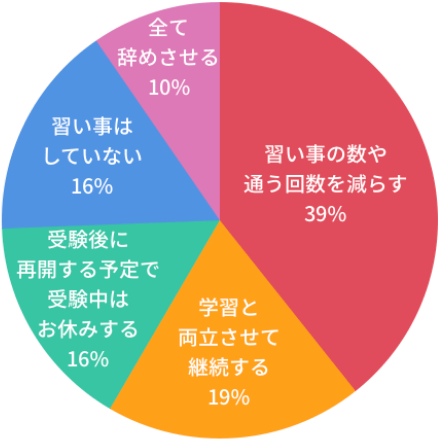 習い事の数や
通う回数を減らす
39%
学習と
両立させて
継続する
19%
受験後に
再開する予定で
受験中は
お休みする
16%
習い事は
していない
16%
全て
辞めさせる
10%